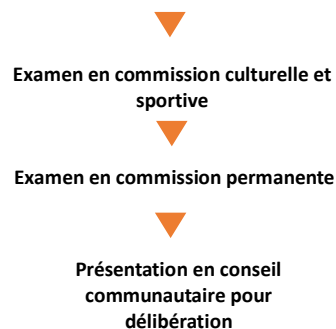 Examen en commission culturelle et
sportive
Examen en commission permanente
Présentation en conseil
communautaire pour
délibération